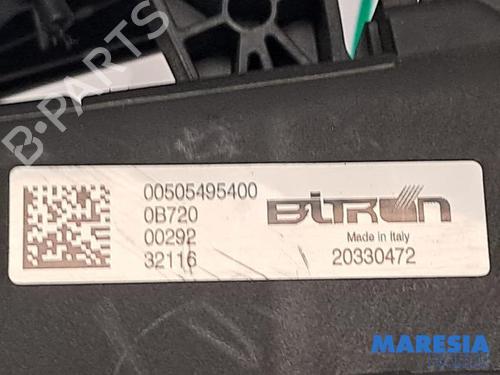 B-PARTS
00505495400
0B720
00292
32116
BITRON
Made in Italy
20330472
MARESIA